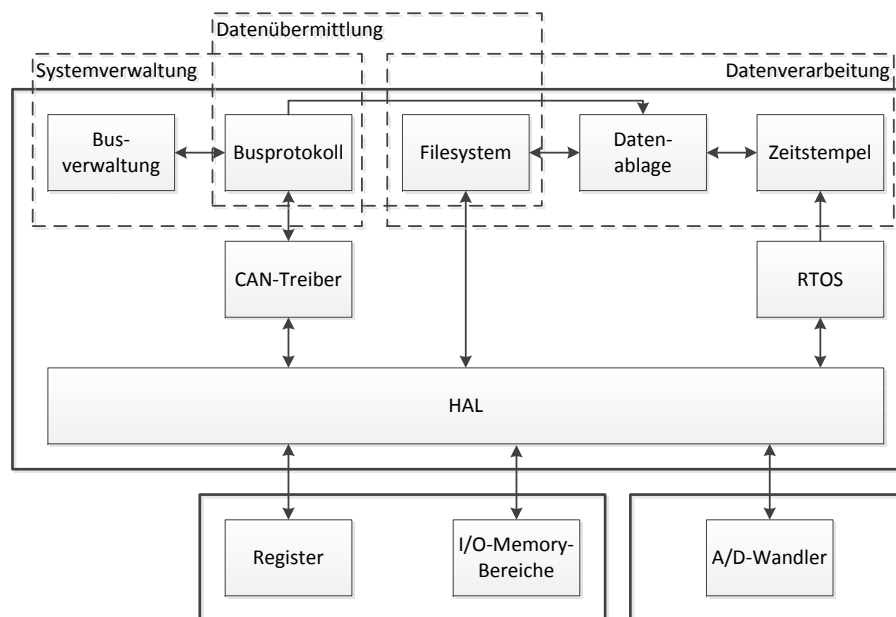 Datenübermittlung
Systemverwaltung
Datenverarbeitung
Bus-
verwaltung
Busprotokoll
Filesystem
Daten-
ablage
Zeitstempel
CAN-Treiber
RTOS
HAL
Register
I/O-Memory-
Bereiche
A/D-Wandler